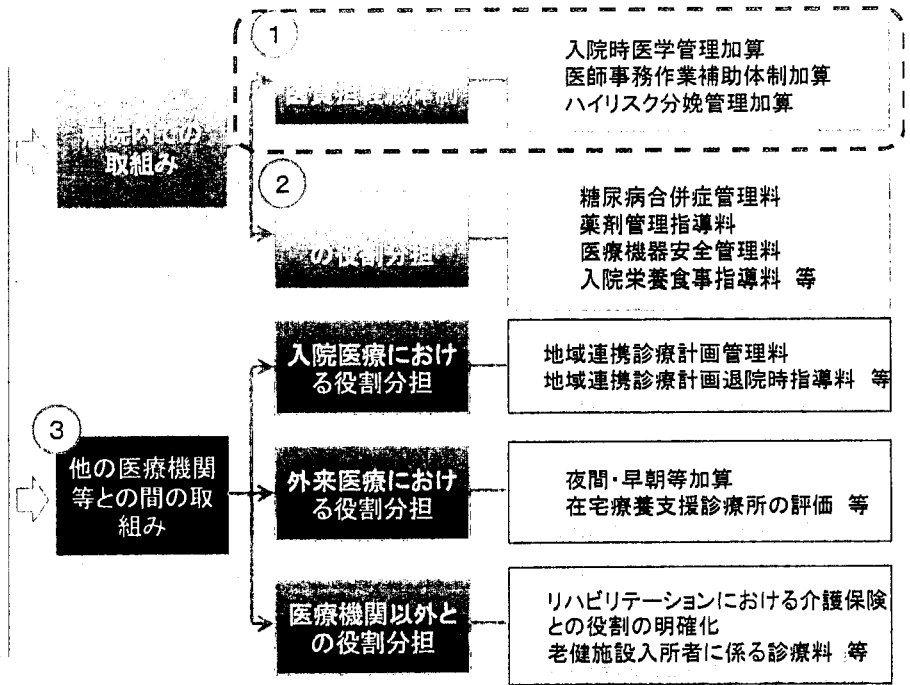 ①
入院時医学管理加算
医師事務作業補助体制加算
ハイリスク分娩管理加算
病院内での
取組み
②
の役割分担
糖尿病合併症管理料
薬剤管理指導料
医療機器安全管理料
入院栄養食事指導料 等
入院医療におけ
る役割分担
地域連携診療計画管理料
地域連携診療計画退院時指導料 等
③
他の医療機関
等との間の取
組み
外来医療におけ
る役割分担
夜間・早朝等加算
在宅療養支援診療所の評価 等
医療機関以外と
の役割分担
リハビリテーションにおける介護保険
との役割の明確化
老健施設入所者に係る診療料 等